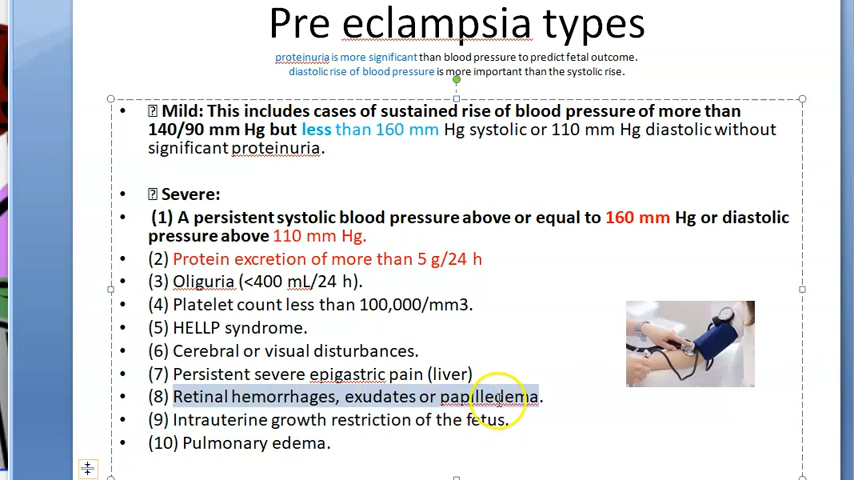 Pre eclampsia types
proteinuria is more significant than blood pressure to predict fetal outcome.
diastolic rise of blood pressure is more important than the systolic rise.
• Mild: This includes cases of sustained rise of blood pressure of more than
140/90 mm Hg but less than 160 mm Hg systolic or 110 mm Hg diastolic without
significant proteinuria.
• Severe:
• (1) A persistent systolic blood pressure above or equal to 160 mm Hg or diastolic
pressure above 110 mm Hg.
• (2) Protein excretion of more than 5 g/24 h
• (3) Oliguria (<400 mL/24 h).
• (4) Platelet count less than 100,000/mm3.
• (5) HELLP syndrome.
• (6) Cerebral or visual disturbances.
• (7) Persistent severe epigastric pain (liver)
• (8) Retinal hemorrhages, exudates or papilledema.
• (9) Intrauterine growth restriction of the fetus.
• (10) Pulmonary edema.